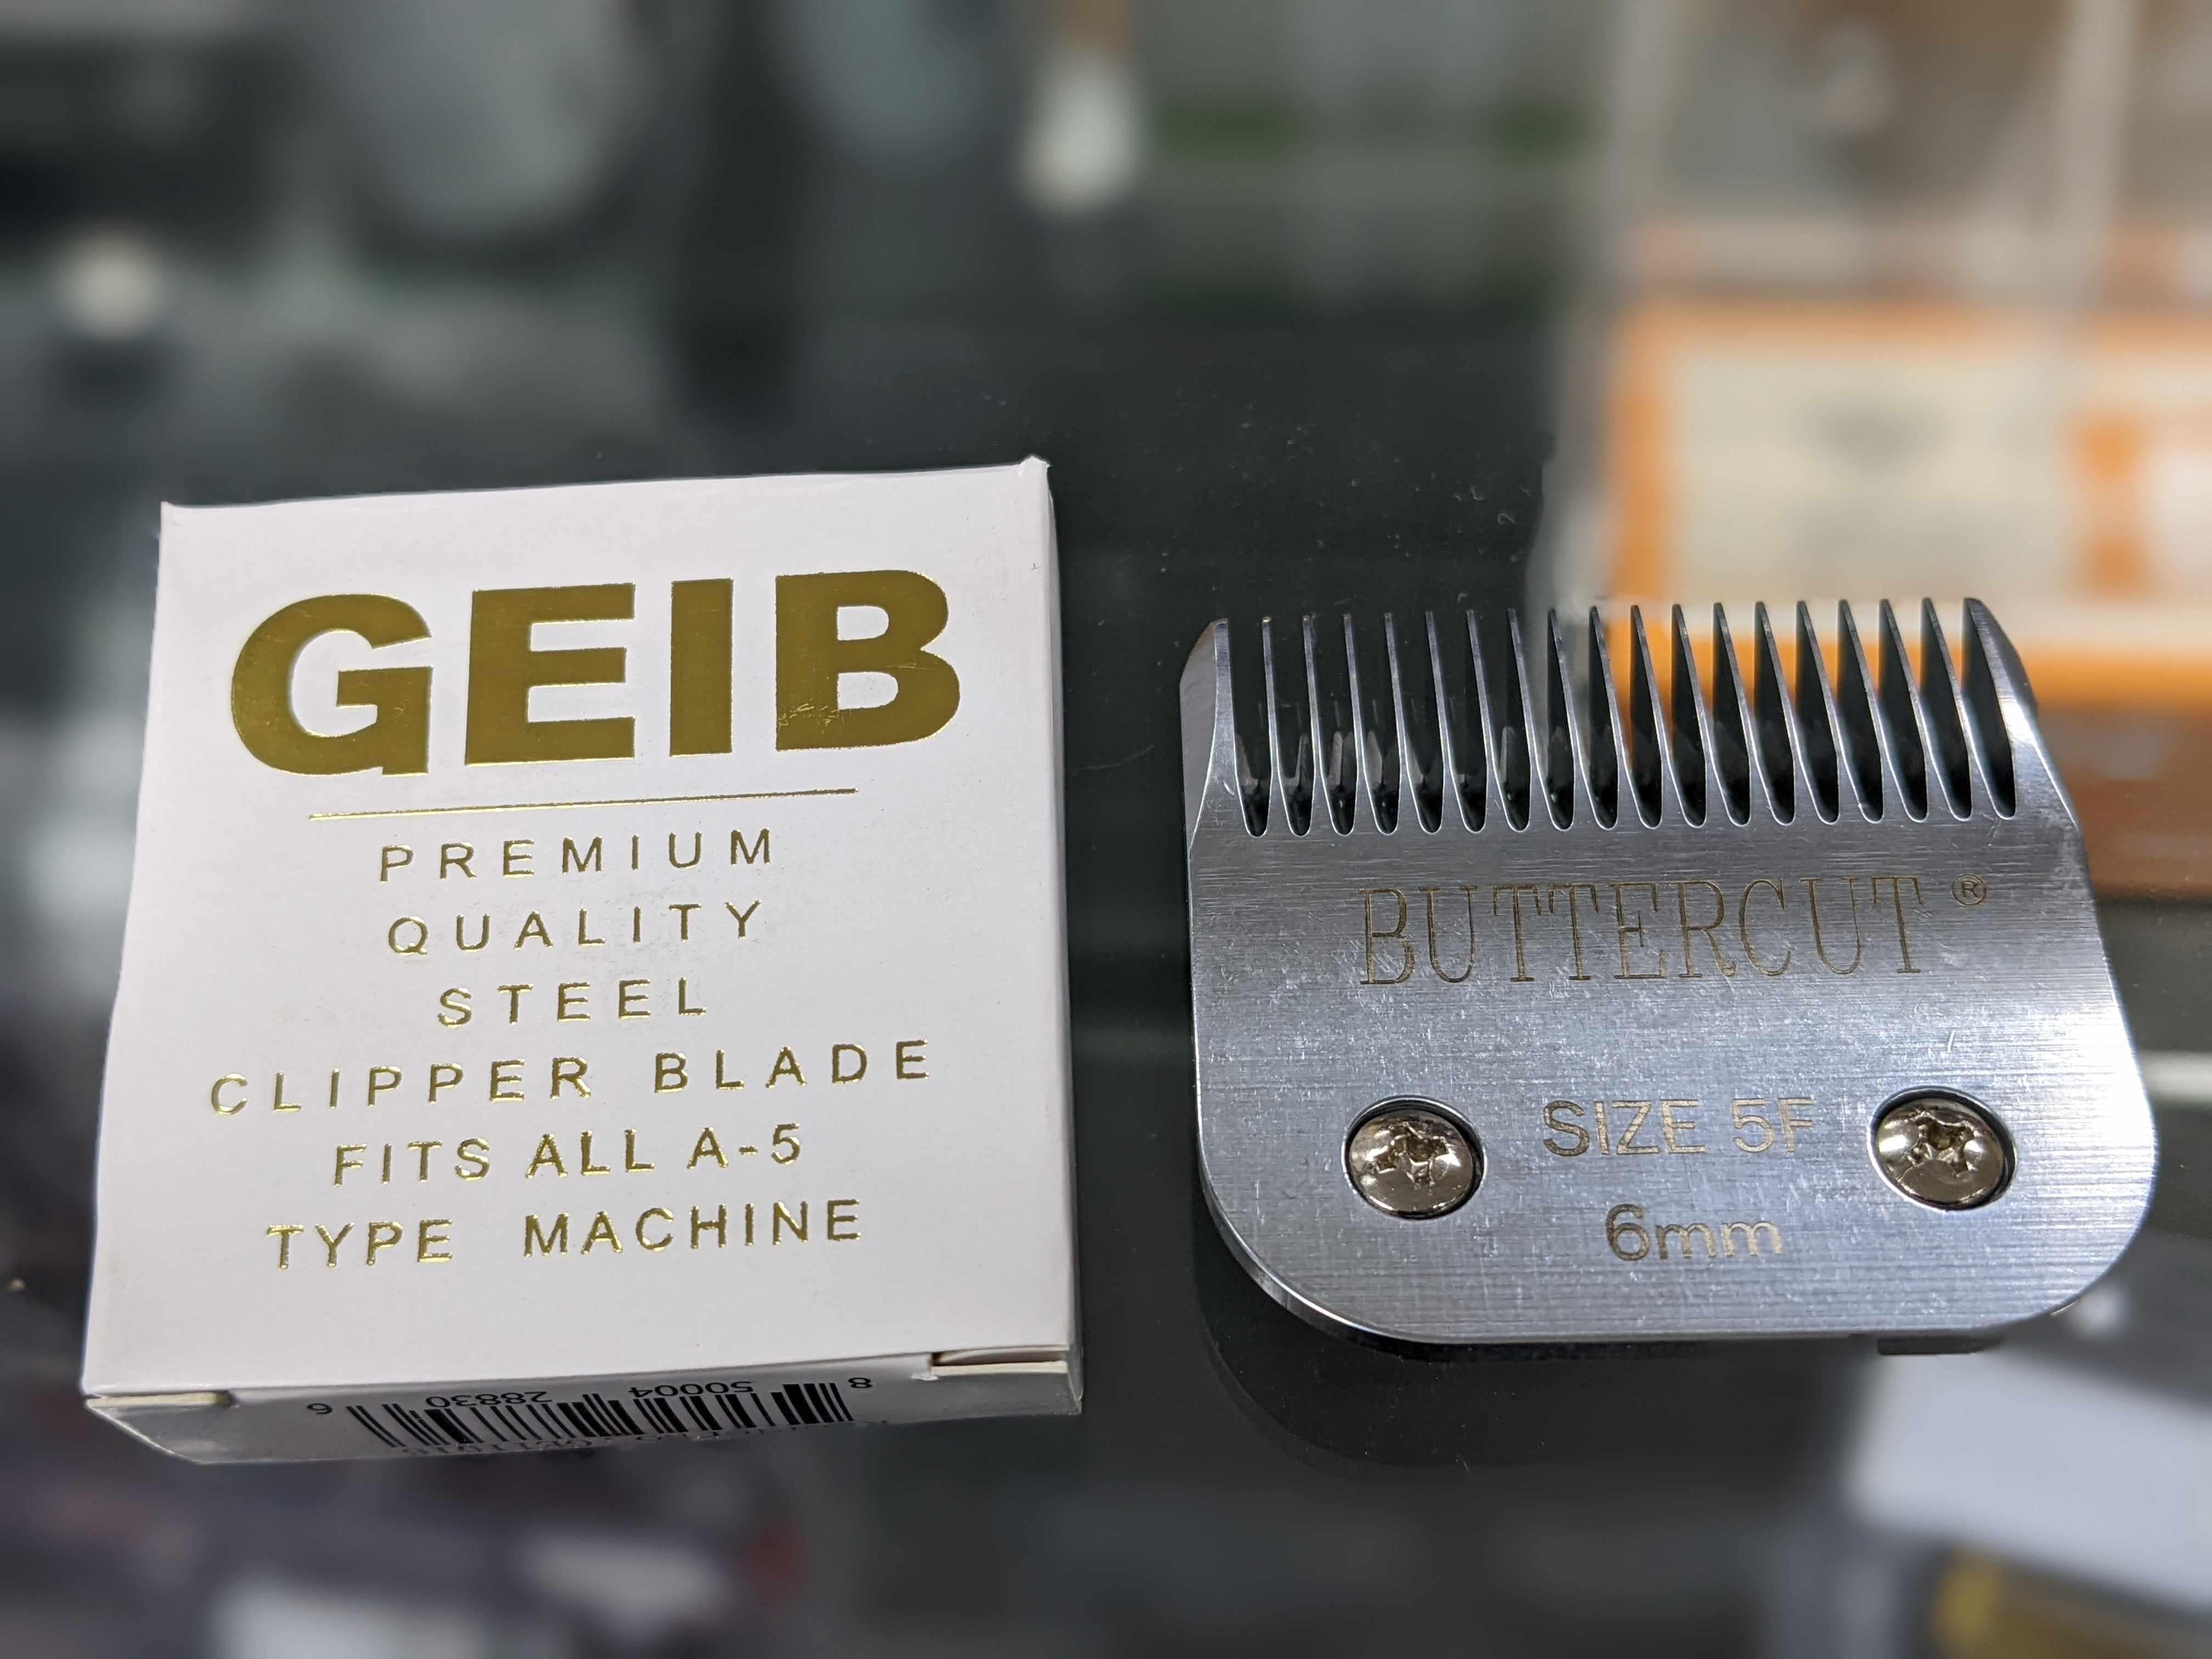 GEIB
PREMIUM
QUALITY
STEEL
CLIPPER BLADE
FITS ALL A-5
TYPE MACHINE
8 50004 28830 6
BUTTERCUT®
SIZE 5F
6mm